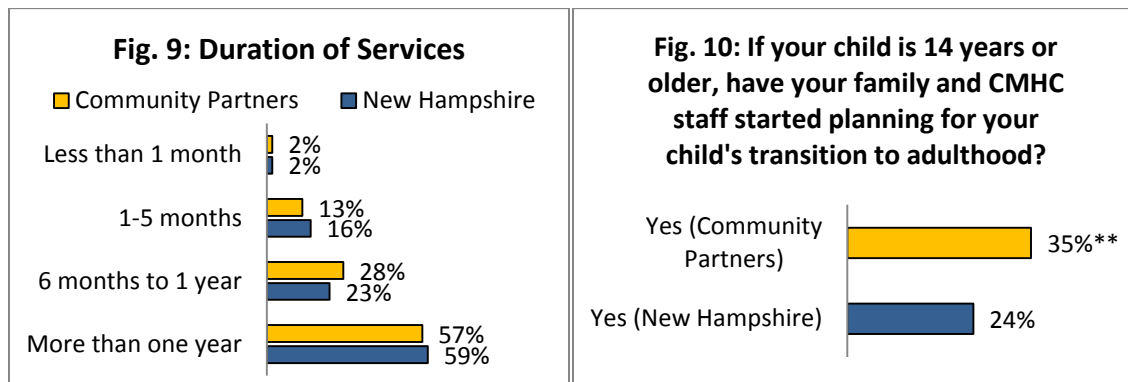 Fig. 9: Duration of Services
Community Partners New Hampshire
Less than 1 month 2%
2%
1-5 months 13%
16%
6 months to 1 year 28%
23%
More than one year 57%
59%
Fig. 10: If your child is 14 years or
older, have your family and CMHC
staff started planning for your
child's transition to adulthood?
Yes (Community
Partners) 35%**
Yes (New Hampshire) 24%